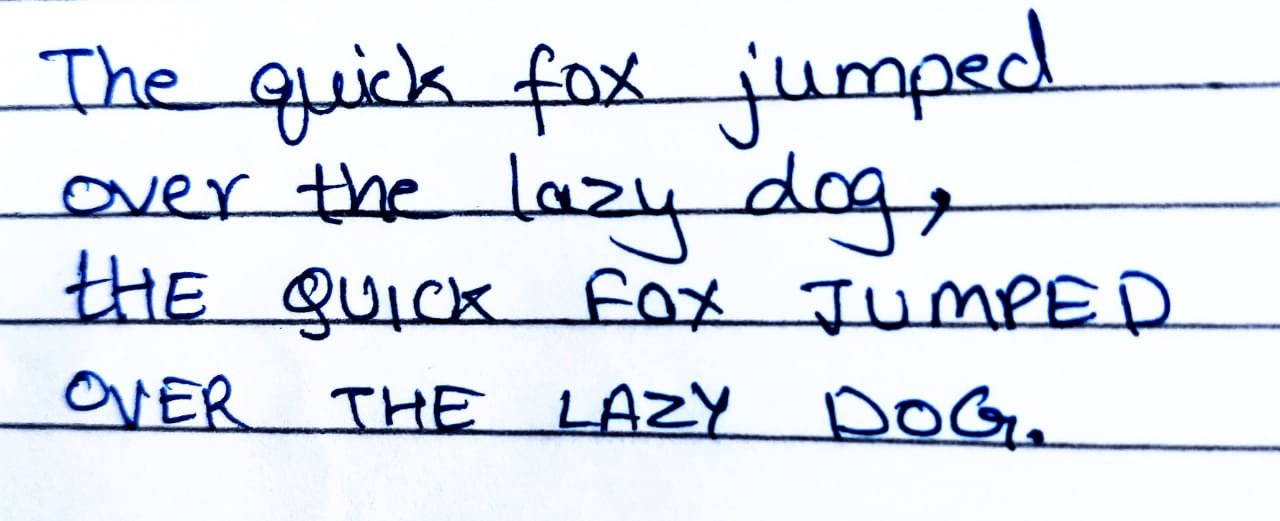 The quick fox jumped
over the lazy dog,
tHE QUICK FOX JUMPED
OVER THE LAZY DOG.